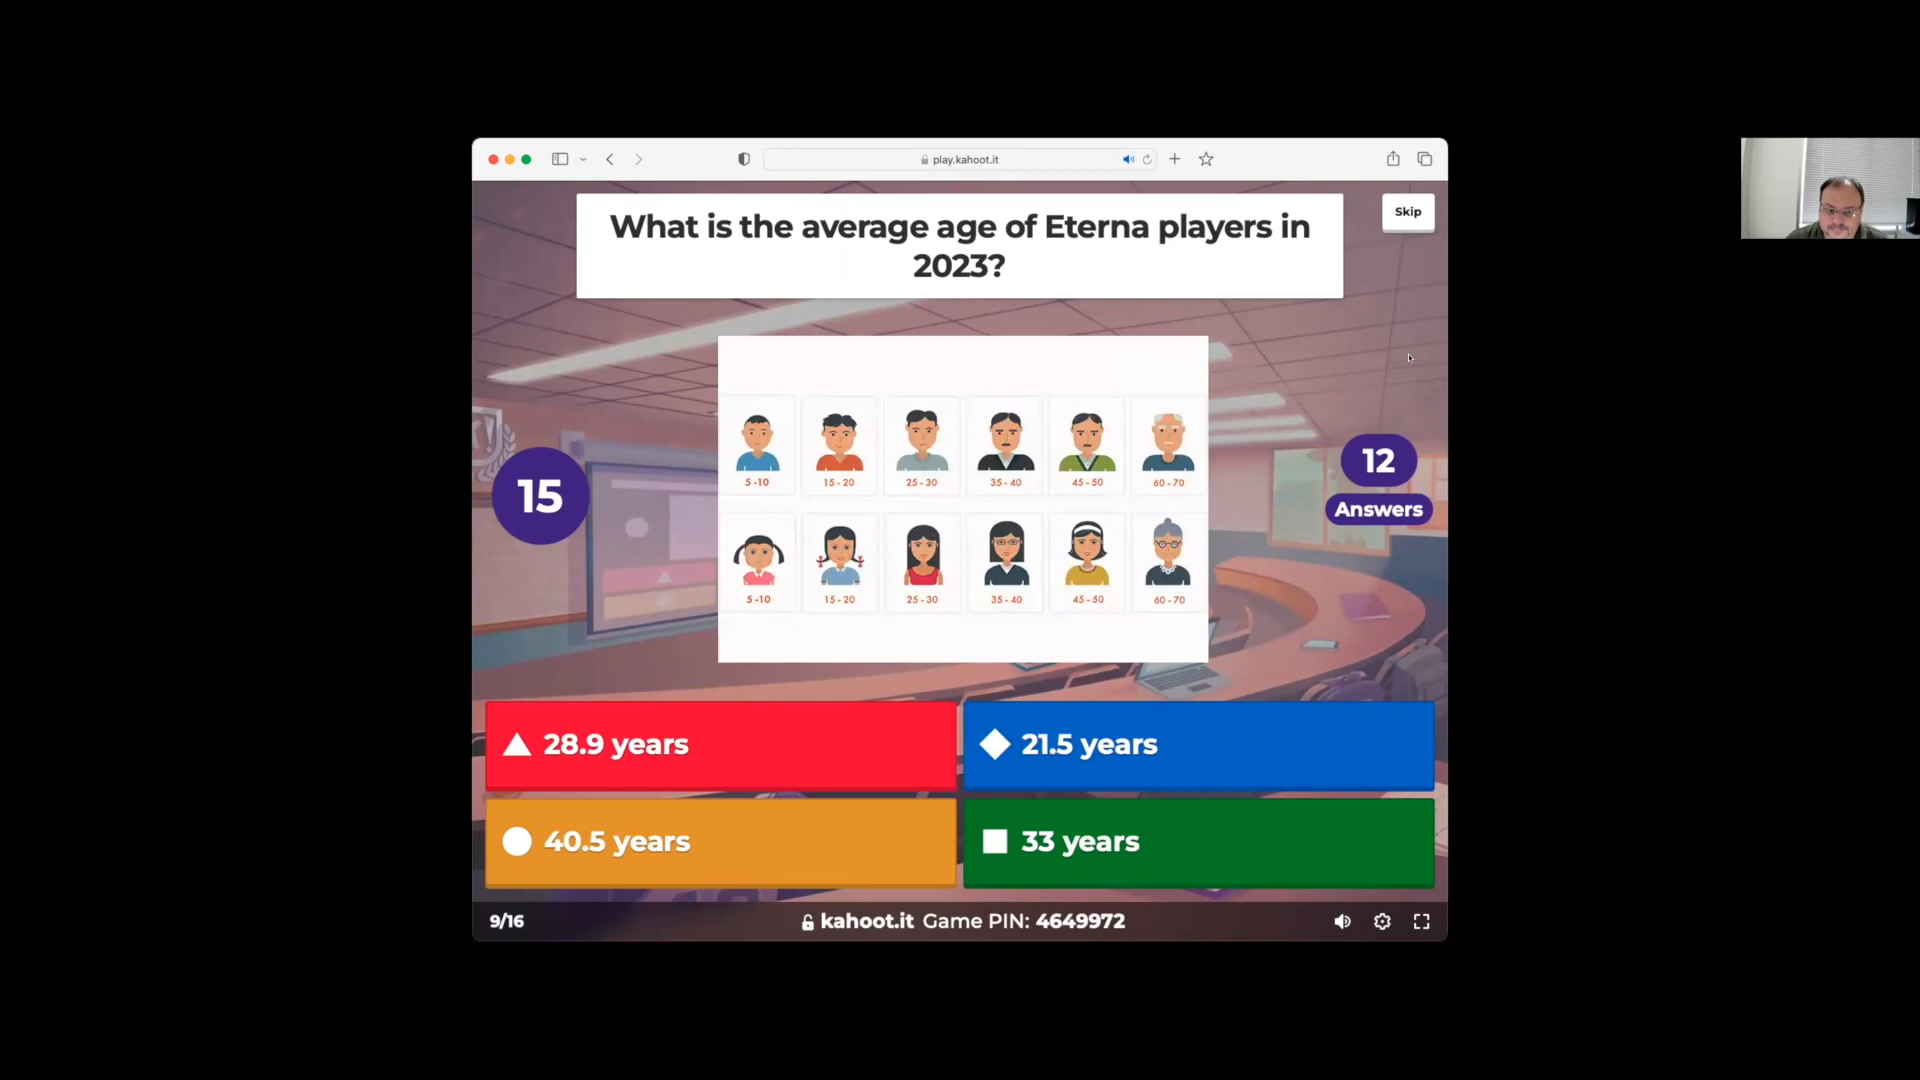 play.kahoot.it
What is the average age of Eterna players in
2023?
Skip
5-10
15 - 20
25 - 30
35 - 40
45 - 50
60 - 70
15
12
Answers
5-10
15 - 20
25 - 30
35 - 40
45 - 50
60 - 70
28.9 years
21.5 years
40.5 years
33 years
9/16
kahoot.it Game PIN: 4649972